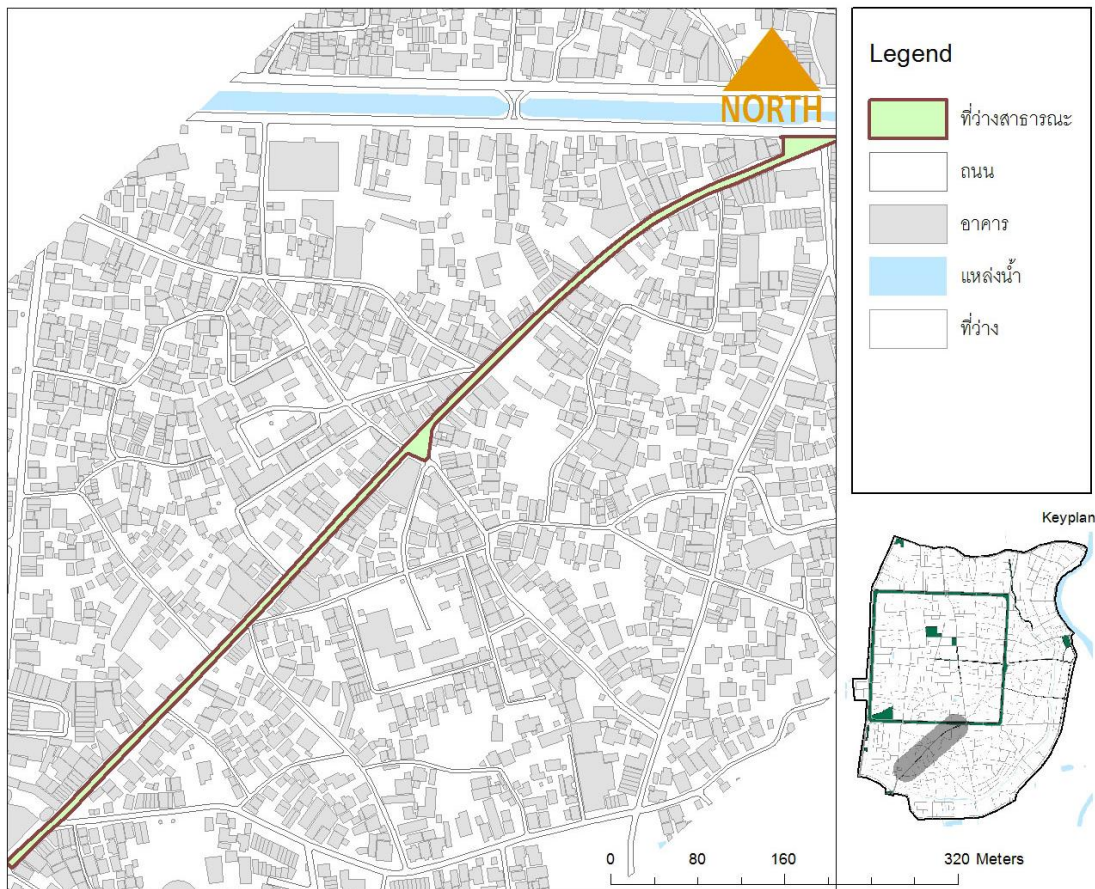 NORTH
Legend
ที่ว่างสาธารณะ
ถนน
อาคาร
แหล่งน้ำ
ที่ว่าง
Keyplan
0 80 160 320 Meters